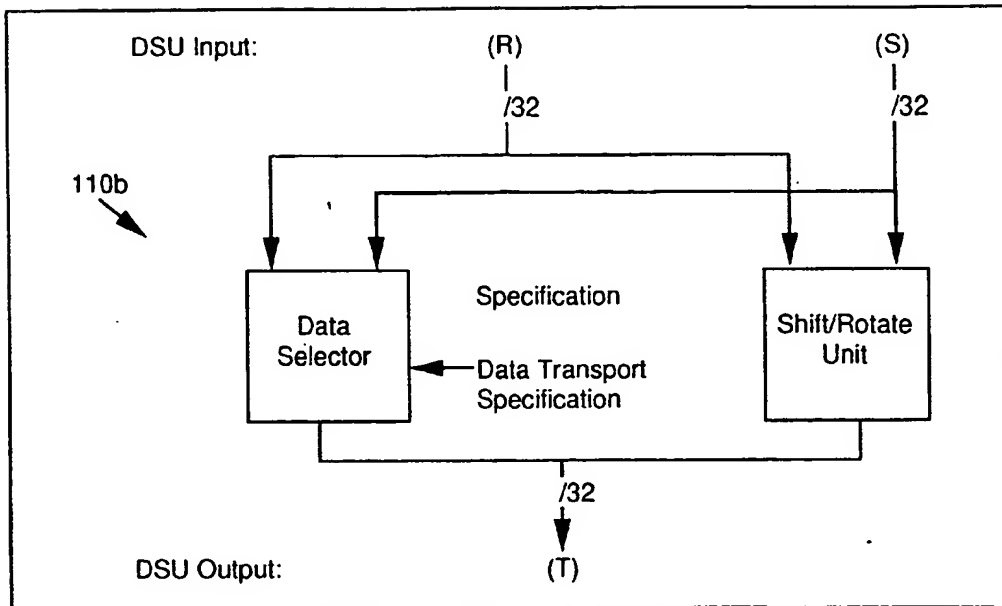 DSU Input: (R) (S)
/32 /32
110b
Specification
Data
Selector
Data Transport
Specification
Shift/Rotate
Unit
/32
DSU Output: (T)